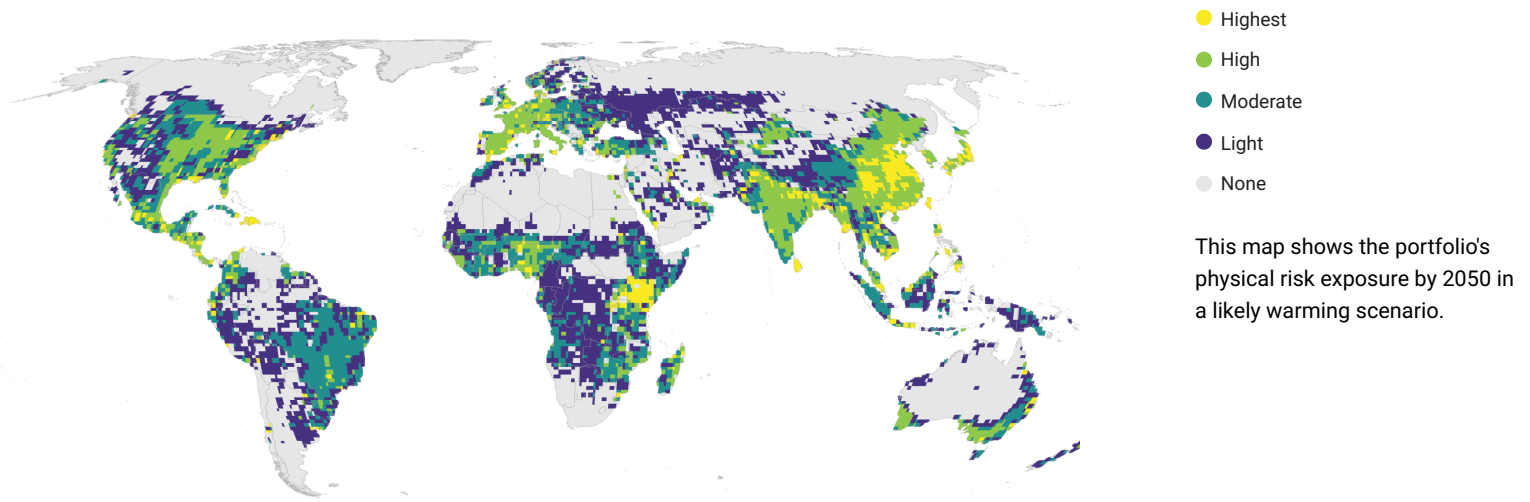 Highest
High
Moderate
Light
None
This map shows the portfolio's
physical risk exposure by 2050 in
a likely warming scenario.